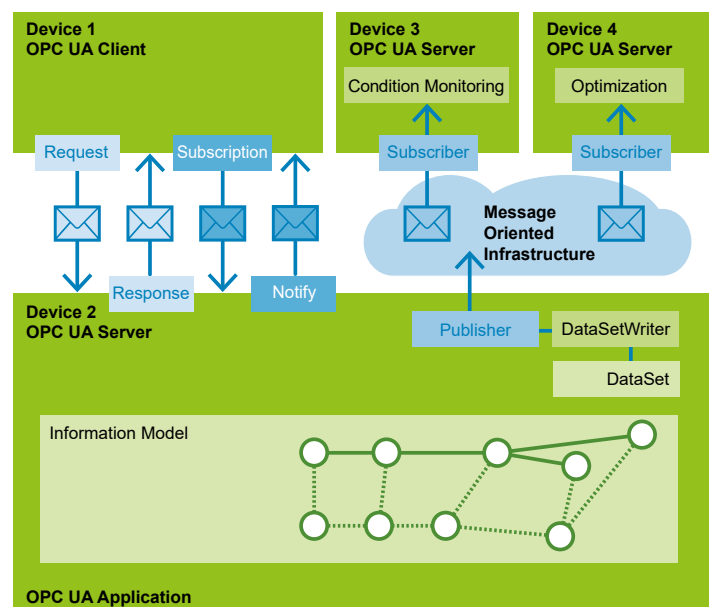 Device 1
OPC UA Client
Device 3
OPC UA Server
Device 4
OPC UA Server
Condition Monitoring
Optimization
Request
Subscription
Subscriber
Subscriber
Message
Oriented
Infrastructure
Response
Notify
Device 2
OPC UA Server
Publisher
DataSetWriter
DataSet
Information Model
OPC UA Application